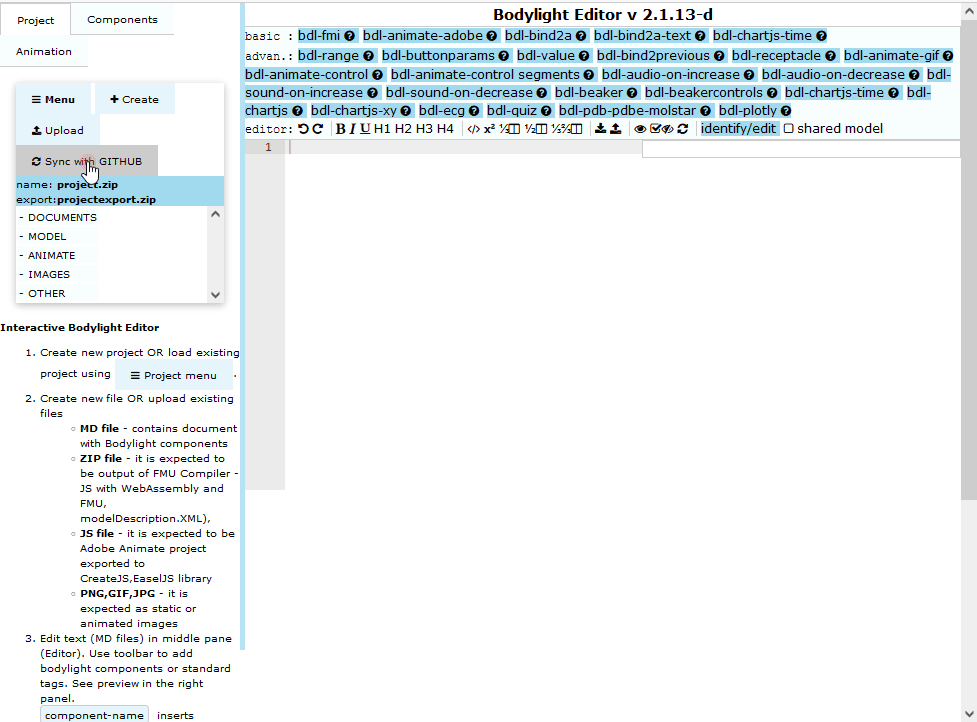 Project
Components
Animation
Menu
Create
Upload
Sync with GITHUB
name: project.zip
export:projectexport.zip
- DOCUMENTS
- MODEL
- ANIMATE
- IMAGES
- OTHER
Interactive Bodylight Editor
1. Create new project OR load existing
project using Project menu .
2. Create new file OR upload existing
files
MD file - contains document
with Bodylight components
ZIP file - it is expected to
be output of FMU Compiler -
JS with WebAssembly and
FMU,
modelDescription.XML),
JS file - it is expected to be
Adobe Animate project
exported to
CreateJS,EaselJS library
PNG,GIF,JPG - it is
expected as static or
animated images
3. Edit text (MD files) in middle pane
(Editor). Use toolbar to add
bodylight components or standard
tags. See preview in the right
panel.
component-name inserts
Bodylight Editor v 2.1.13-d
basic : bdl-fmi bdl-animate-adobe bdl-bind2a bdl-bind2a-text bdl-chartjs-time
advan.: bdl-range bdl-buttonparams bdl-value bdl-bind2previous bdl-receptacle bdl-animate-gif
bdl-animate-control bdl-animate-control segments bdl-audio-on-increase bdl-audio-on-decrease bdl-
sound-on-increase bdl-sound-on-decrease bdl-beaker bdl-beakercontrols bdl-chartjs-time bdl-
chartjs bdl-chartjs-xy bdl-ecg bdl-quiz bdl-pdb-pdbe-molstar bdl-plotly
editor: B I U H1 H2 H3 H4 </> x² ½ ½ ⅓⅔ identify/edit shared model
1